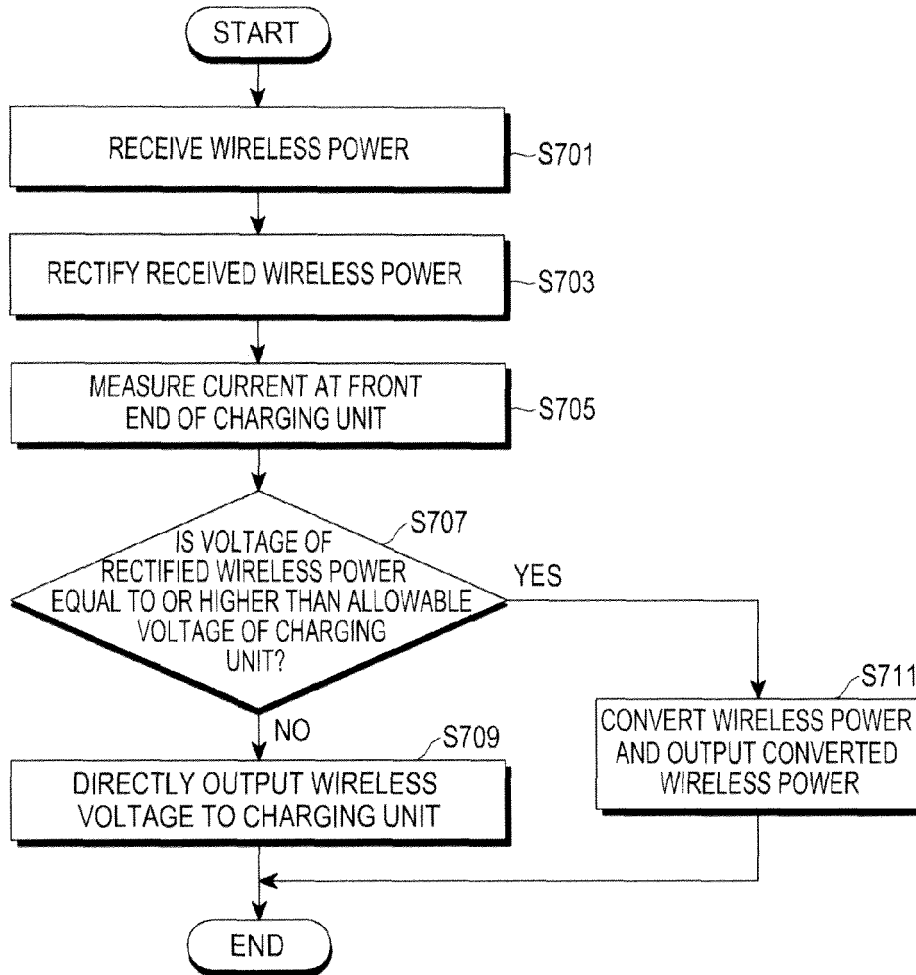 START
RECEIVE WIRELESS POWER
S701
RECTIFY RECEIVED WIRELESS POWER
S703
MEASURE CURRENT AT FRONT
END OF CHARGING UNIT
S705
S707
IS VOLTAGE OF
RECTIFIED WIRELESS POWER
EQUAL TO OR HIGHER THAN ALLOWABLE
VOLTAGE OF CHARGING
UNIT?
YES
NO
S709
DIRECTLY OUTPUT WIRELESS
VOLTAGE TO CHARGING UNIT
S711
CONVERT WIRELESS POWER
AND OUTPUT CONVERTED
WIRELESS POWER
END